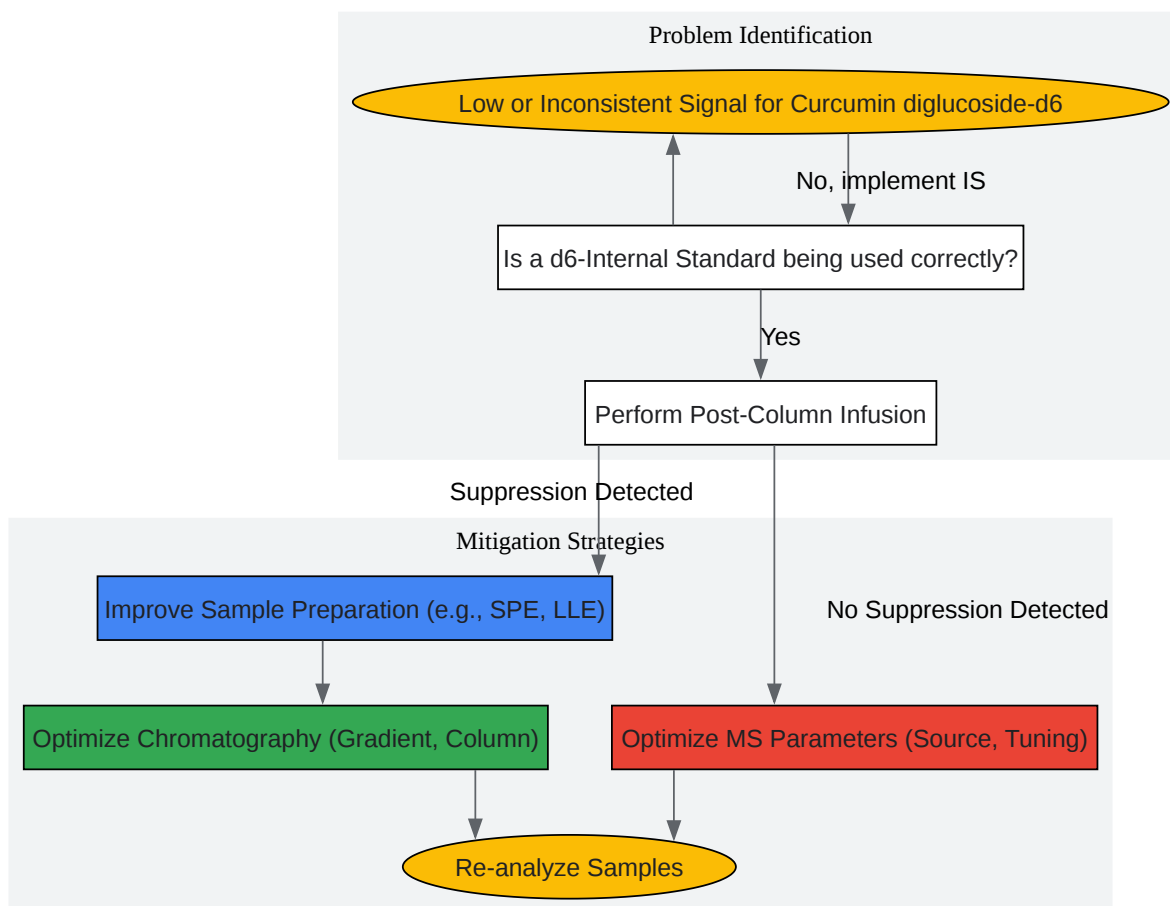 Problem Identification
Low or Inconsistent Signal for Curcumin diglucoside-d6
No, implement IS
Is a d6-Internal Standard being used correctly?
Yes
Perform Post-Column Infusion
Suppression Detected
Mitigation Strategies
Improve Sample Preparation (e.g., SPE, LLE)
No Suppression Detected
Optimize Chromatography (Gradient, Column)
Optimize MS Parameters (Source, Tuning)
Re-analyze Samples